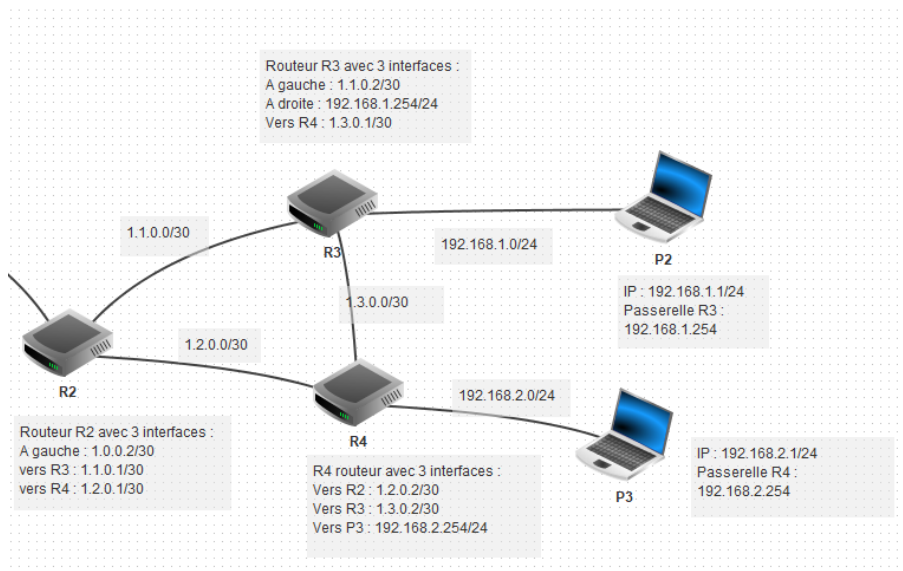 Routeur R3 avec 3 interfaces :
A gauche : 1.1.0.2/30
A droite : 192.168.1.254/24
Vers R4 : 1.3.0.1/30
1.1.0.0/30
R3
192.168.1.0/24
P2
IP : 192.168.1.1/24
Passerelle R3 :
192.168.1.254
1.3.0.0/30
1.2.0.0/30
R2
Routeur R2 avec 3 interfaces :
A gauche : 1.0.0.2/30
vers R3 : 1.1.0.1/30
vers R4 : 1.2.0.1/30
192.168.2.0/24
R4
R4 routeur avec 3 interfaces :
Vers R2 : 1.2.0.2/30
Vers R3 : 1.3.0.2/30
Vers P3 : 192.168.2.254/24
P3
IP : 192.168.2.1/24
Passerelle R4 :
192.168.2.254